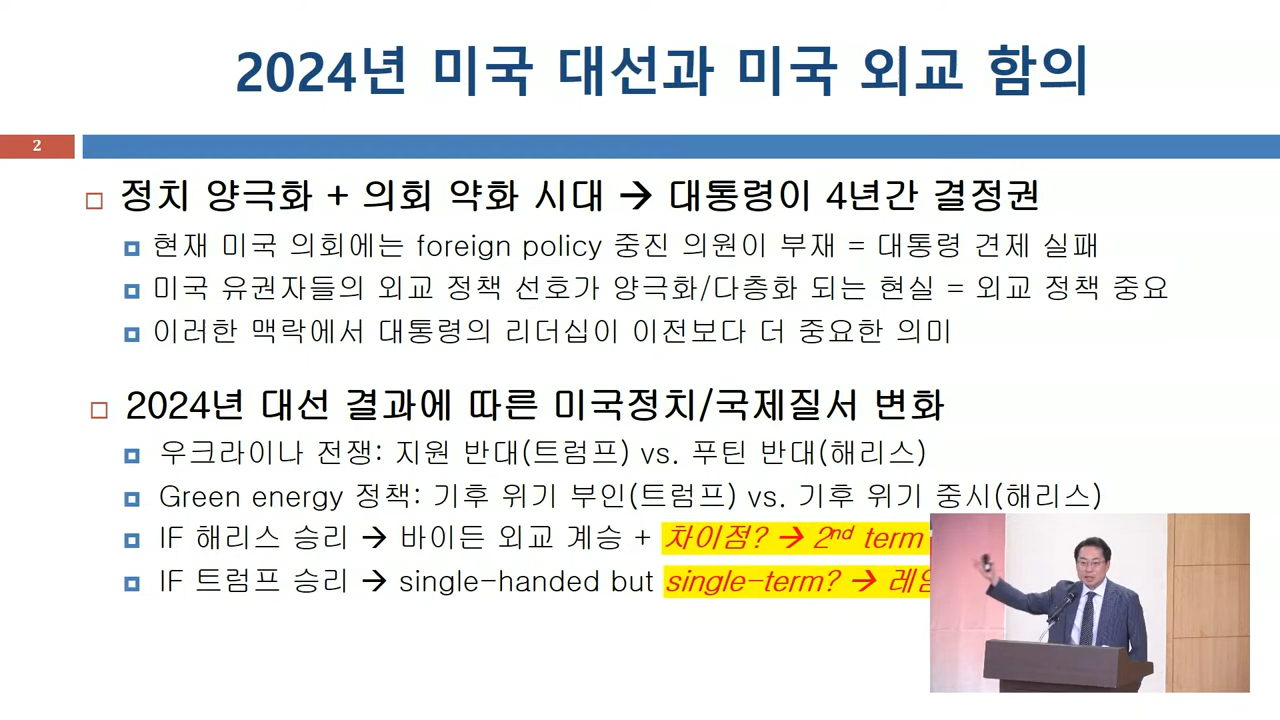 2024년 미국 대선과 미국 외교 함의
2
정치 양극화 + 의회 약화 시대 → 대통령이 4년간 결정권
현재 미국 의회에는 foreign policy 중진 의원이 부재 = 대통령 견제 실패
미국 유권자들의 외교 정책 선호가 양극화/다층화 되는 현실 = 외교 정책 중요
이러한 맥락에서 대통령의 리더십이 이전보다 더 중요한 의미
2024년 대선 결과에 따른 미국정치/국제질서 변화
우크라이나 전쟁: 지원 반대(트럼프) vs. 푸틴 반대(해리스)
Green energy 정책: 기후 위기 부인(트럼프) vs. 기후 위기 중시(해리스)
IF 해리스 승리 → 바이든 외교 계승 + 차이점? → 2nd term
IF 트럼프 승리 → single-handed but single-term? →